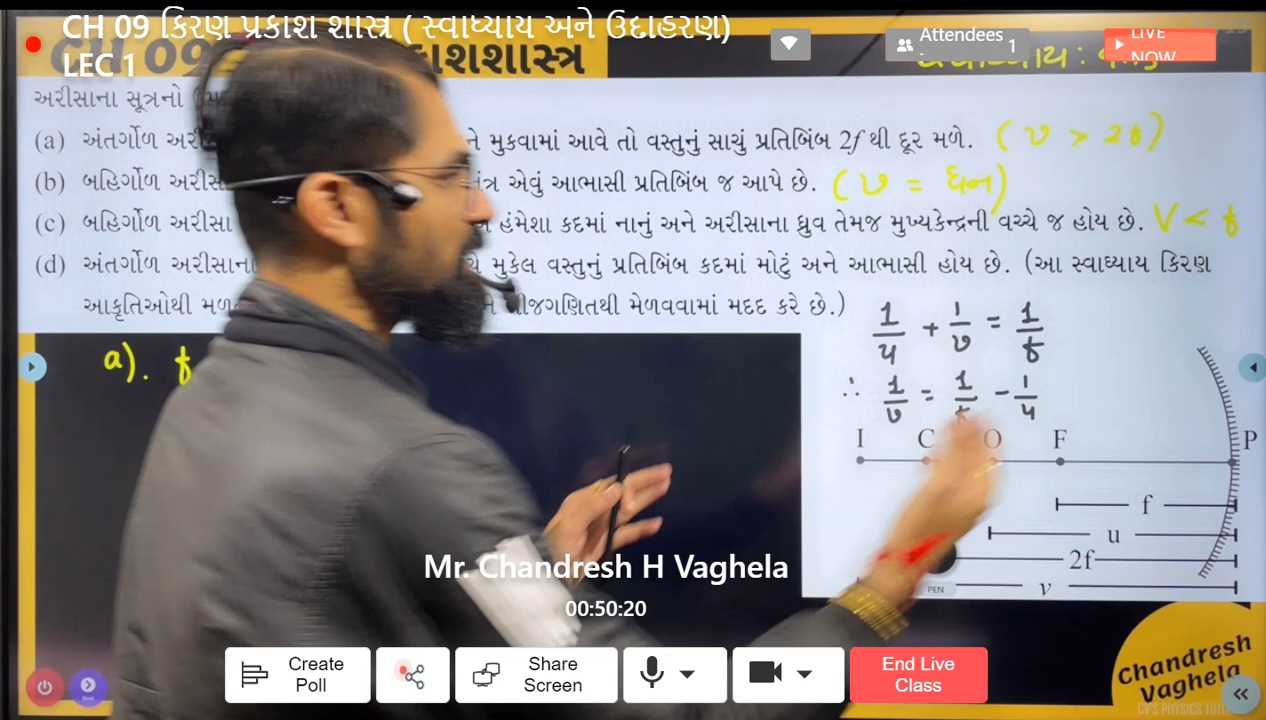 CH 09 કિરણ પ્રકાશ શાસ્ત્ર ( સ્વાધ્યાય અને ઉદાહરણ)
LEC 1
Attendees
1
LIVE
NOW
CH 09
કાશશાસ્ત્ર
અરીસાના સૂત્રનો
(a) અંતર્ગોળ મુકવામાં આવે તો વસ્તુનું સાચું પ્રતિબિંબ 2f થી દૂર મળે. (v > 2f)
(b) બહિર્ગોળ એવું આભાસી પ્રતિબિંબ જ આપે છે. (v = ધન)
(c) બહિર્ગોળ અરીસા હંમેશા કદમાં નાનું અને અરીસાના ધ્રુવ તેમજ મુખ્યકેન્દ્રની વચ્ચે જ હોય છે. V < f
(d) અંતર્ગોળ અરીસાના મુકેલ વસ્તુનું પ્રતિબિંબ કદમાં મોટું અને આભાસી હોય છે. (આ સ્વાધ્યાય કિરણ
આકૃતિઓથી બીજગણિતથી મેળવવામાં મદદ કરે છે.)
1/u + 1/v = 1/f
a). f
∴ 1/v = 1/f - 1/u
I C O F P
f
u
2f
v
PEN
Mr. Chandresh H Vaghela
00:50:20
Create
Poll
Share
Screen
End Live
Class
Chandresh
Vaghela